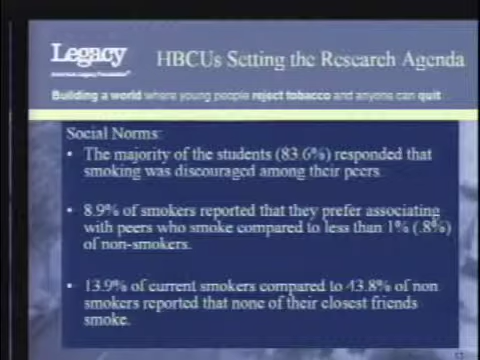 Legacy
American Legacy Foundation
HBCUs Setting the Research Agenda
Building a world where young people reject tobacco and anyone can quit
Social Norms:
• The majority of the students (83.6%) responded that
smoking was discouraged among their peers.
• 8.9% of smokers reported that they prefer associating
with peers who smoke compared to less than 1% (.8%)
of non-smokers.
• 13.9% of current smokers compared to 43.8% of non
smokers reported that none of their closest friends
smoke.